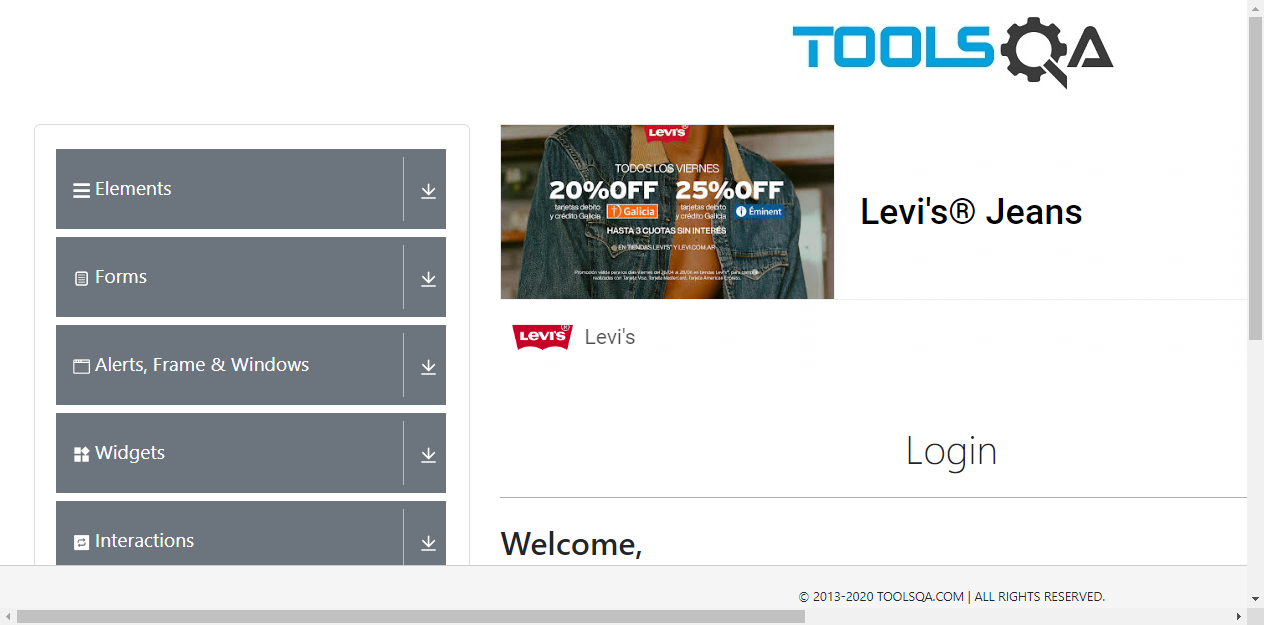 TOOLSQA
Elements
Forms
Alerts, Frame & Windows
Widgets
Interactions
LEVI'S®
TODOS LOS VIERNES
20%OFF 25%OFF
tarjetas debito
y crédito Galicia
Galicia
tarjetas debito
y crédito Galicia
Éminent
HASTA 3 CUOTAS SIN INTERÉS
EN TIENDAS LEVI'S® Y LEVI.COM.AR
Levi's® Jeans
LEVI'S®
Levi's
Login
Welcome,
© 2013-2020 TOOLSQA.COM | ALL RIGHTS RESERVED.